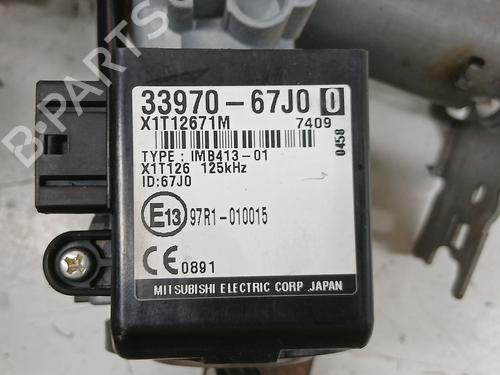 33970-67J0 0
X1T12671M 7409
0458
TYPE : IMB413-01
X1T126 125kHz
ID:67J0
E13 97R1-010015
CE 0891
MITSUBISHI ELECTRIC CORP. JAPAN
B-PARTS